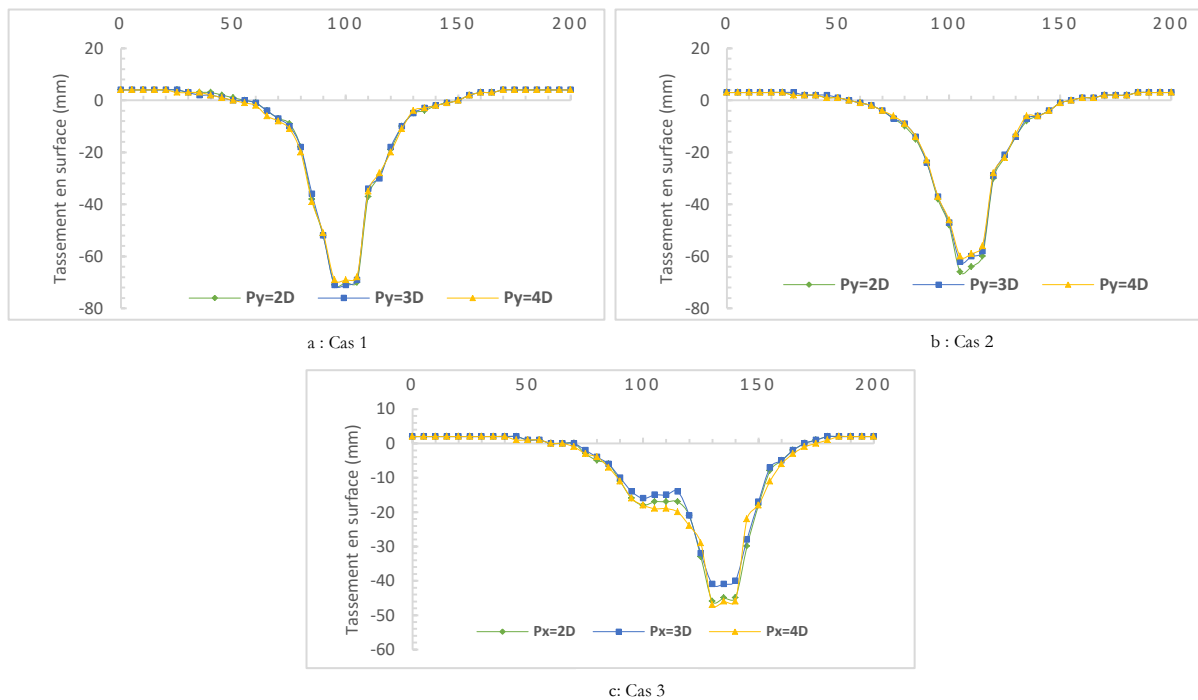 0 50 100 150 200
20
0
-20
-40
-60
-80
Tassement en surface (mm)
Py=2D Py=3D Py=4D
a : Cas 1
0 50 100 150 200
20
0
-20
-40
-60
-80
Tassement en surface (mm)
Py=2D Py=3D Py=4D
b : Cas 2
0 50 100 150 200
10
0
-10
-20
-30
-40
-50
-60
Tassement en surface (mm)
Px=2D Px=3D Px=4D
c: Cas 3